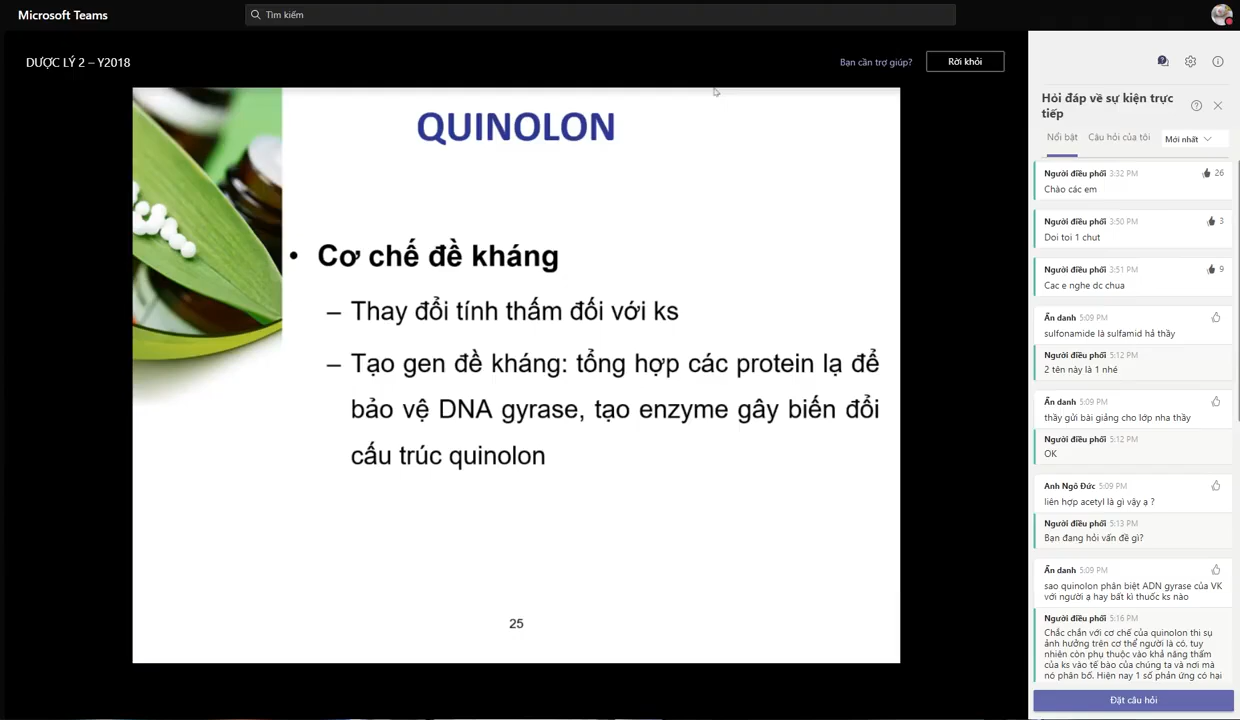 Microsoft Teams
Tìm kiếm
DƯỢC LÝ 2 – Y2018
Bạn cần trợ giúp?
Rời khỏi
QUINOLON
• Cơ chế đề kháng
– Thay đổi tính thấm đối với ks
– Tạo gen đề kháng: tổng hợp các protein lạ để
bảo vệ DNA gyrase, tạo enzyme gây biến đổi
cấu trúc quinolon
25
Hỏi đáp về sự kiện trực
tiếp
Nổi bật
Câu hỏi của tôi
Mới nhất
Người điều phối 3:32 PM 26
Chào các em
Người điều phối 3:50 PM 3
Doi toi 1 chut
Người điều phối 3:51 PM 9
Cac e nghe dc chua
Ẩn danh 5:09 PM
sulfonamide là sulfamid hả thầy
Người điều phối 5:12 PM
2 tên này là 1 nhé
Ẩn danh 5:09 PM
thầy gửi bài giảng cho lớp nha thầy
Người điều phối 5:12 PM
OK
Anh Ngô Đức 5:09 PM
liên hợp acetyl là gì vậy ạ ?
Người điều phối 5:13 PM
Bạn đang hỏi vấn đề gì?
Ẩn danh 5:09 PM
sao quinolon phân biệt ADN gyrase của VK
với người ạ hay bất kì thuốc ks nào
Người điều phối 5:16 PM
Chắc chắn với cơ chế của quinolon thi sụ
ảnh hưởng trên cơ thể người là có, tuy
nhiên còn phụ thuộc vào khả năng thấm
của ks vào tế bào của chúng ta và nơi mà
nó phân bố. Hiện nay 1 số phản ứng có hại
Đặt câu hỏi